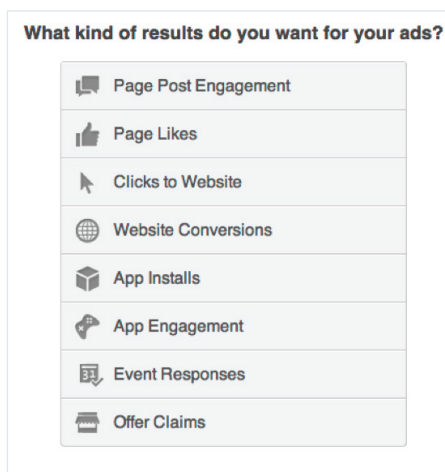 What kind of results do you want for your ads?
Page Post Engagement
Page Likes
Clicks to Website
Website Conversions
App Installs
App Engagement
31 Event Responses
Offer Claims